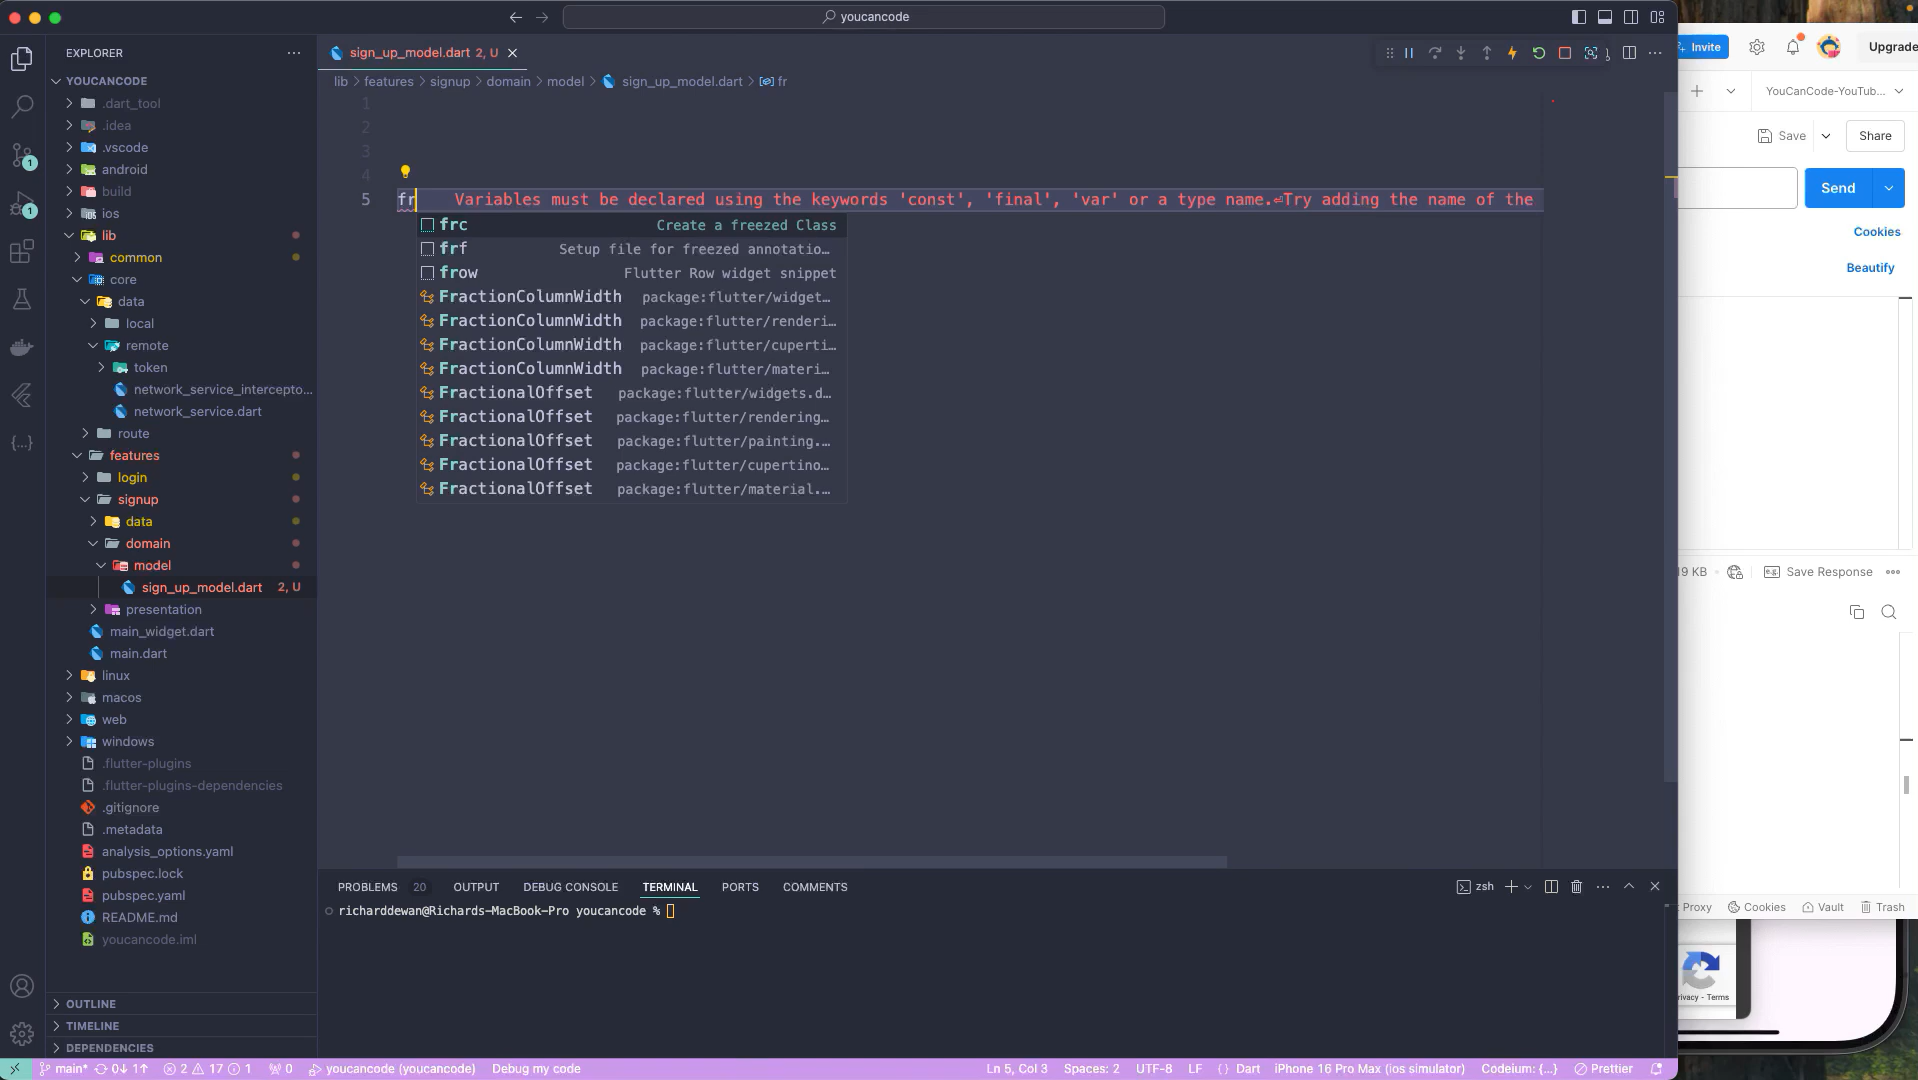 youcancode
EXPLORER
YOUCANCODE
.dart_tool
.idea
.vscode
android
build
ios
lib
common
core
data
local
remote
token
network_service_intercepto...
network_service.dart
route
features
login
signup
data
domain
model
sign_up_model.dart 2, U
presentation
main_widget.dart
main.dart
linux
macos
web
windows
.flutter-plugins
.flutter-plugins-dependencies
.gitignore
.metadata
analysis_options.yaml
pubspec.lock
pubspec.yaml
README.md
youcancode.iml
OUTLINE
TIMELINE
DEPENDENCIES
1
1
sign_up_model.dart 2, U
lib > features > signup > domain > model > sign_up_model.dart > fr
1
2
3
4
5 fr Variables must be declared using the keywords 'const', 'final', 'var' or a type name.⏎Try adding the name of the
frc Create a freezed Class
frf Setup file for freezed annotatio...
frow Flutter Row widget snippet
FractionColumnWidth package:flutter/widget...
FractionColumnWidth package:flutter/renderi...
FractionColumnWidth package:flutter/cuperti...
FractionColumnWidth package:flutter/materi...
FractionalOffset package:flutter/widgets.d...
FractionalOffset package:flutter/rendering...
FractionalOffset package:flutter/painting....
FractionalOffset package:flutter/cupertino...
FractionalOffset package:flutter/material....
PROBLEMS 20 OUTPUT DEBUG CONSOLE TERMINAL PORTS COMMENTS
zsh
richarddewan@Richards-MacBook-Pro youcancode %
main* 0↓ 1↑ 2 17 1 0 youcancode (youcancode) Debug my code
Ln 5, Col 3 Spaces: 2 UTF-8 LF { } Dart iPhone 16 Pro Max (ios simulator) Codeium: {...} Prettier
Invite
Upgrade
YouCanCode-YouTub...
Save
Share
Send
Cookies
Beautify
19 KB Save Response
Proxy Cookies Vault Trash
rivacy - Terms